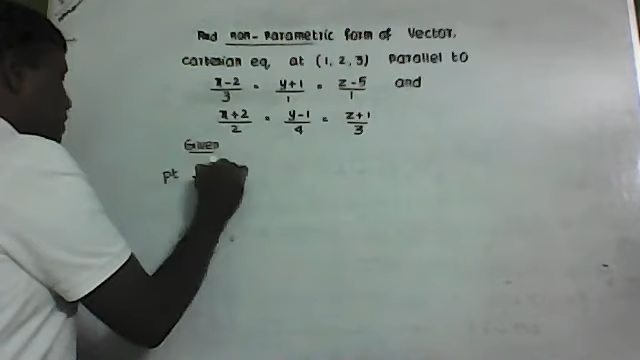 Find non-parametric form of Vector,
cartesian eq, at (1, 2, 3) parallel to
x-2/3 = y+1/1 = z-5/1 and
x+2/2 = y-1/4 = z+1/3
Given
pt